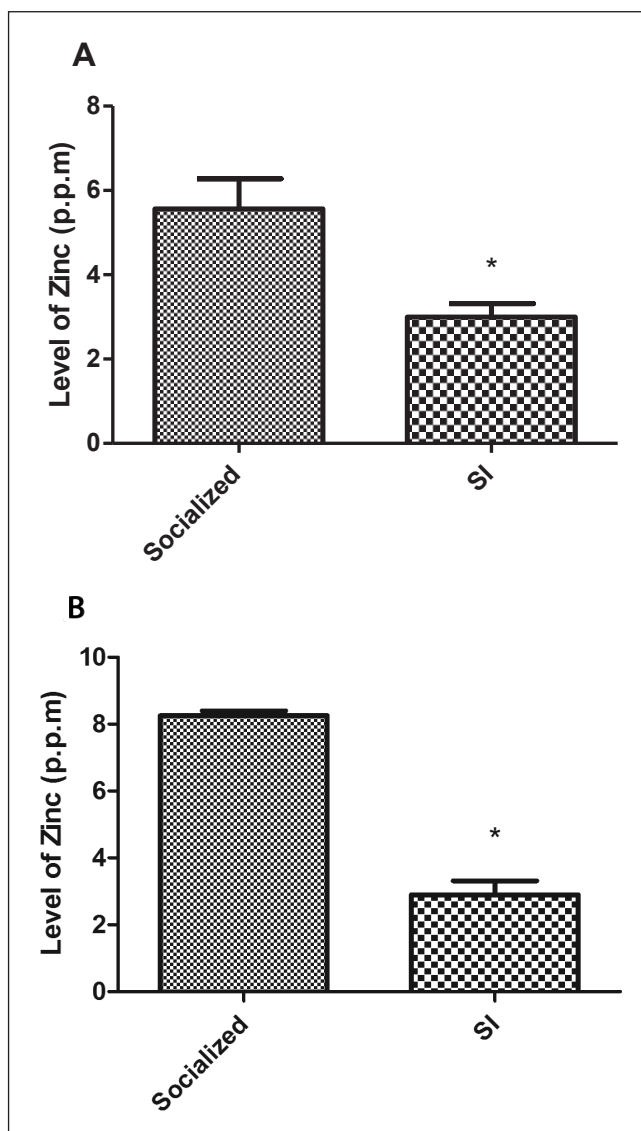 A
Level of Zinc (p.p.m)
8
6
4
2
0
*
Socialized
SI
B
Level of Zinc (p.p.m)
10
8
6
4
2
0
*
Socialized
SI